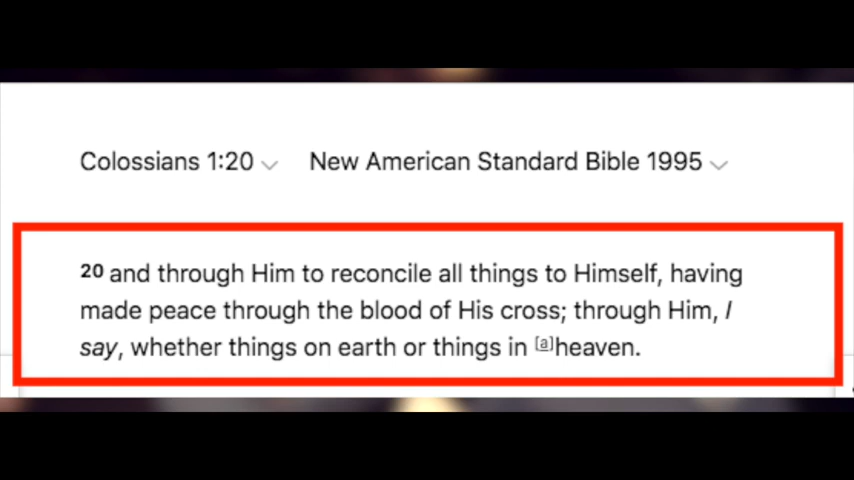 Colossians 1:20 New American Standard Bible 1995
20 and through Him to reconcile all things to Himself, having
made peace through the blood of His cross; through Him, I
say, whether things on earth or things in [a]heaven.